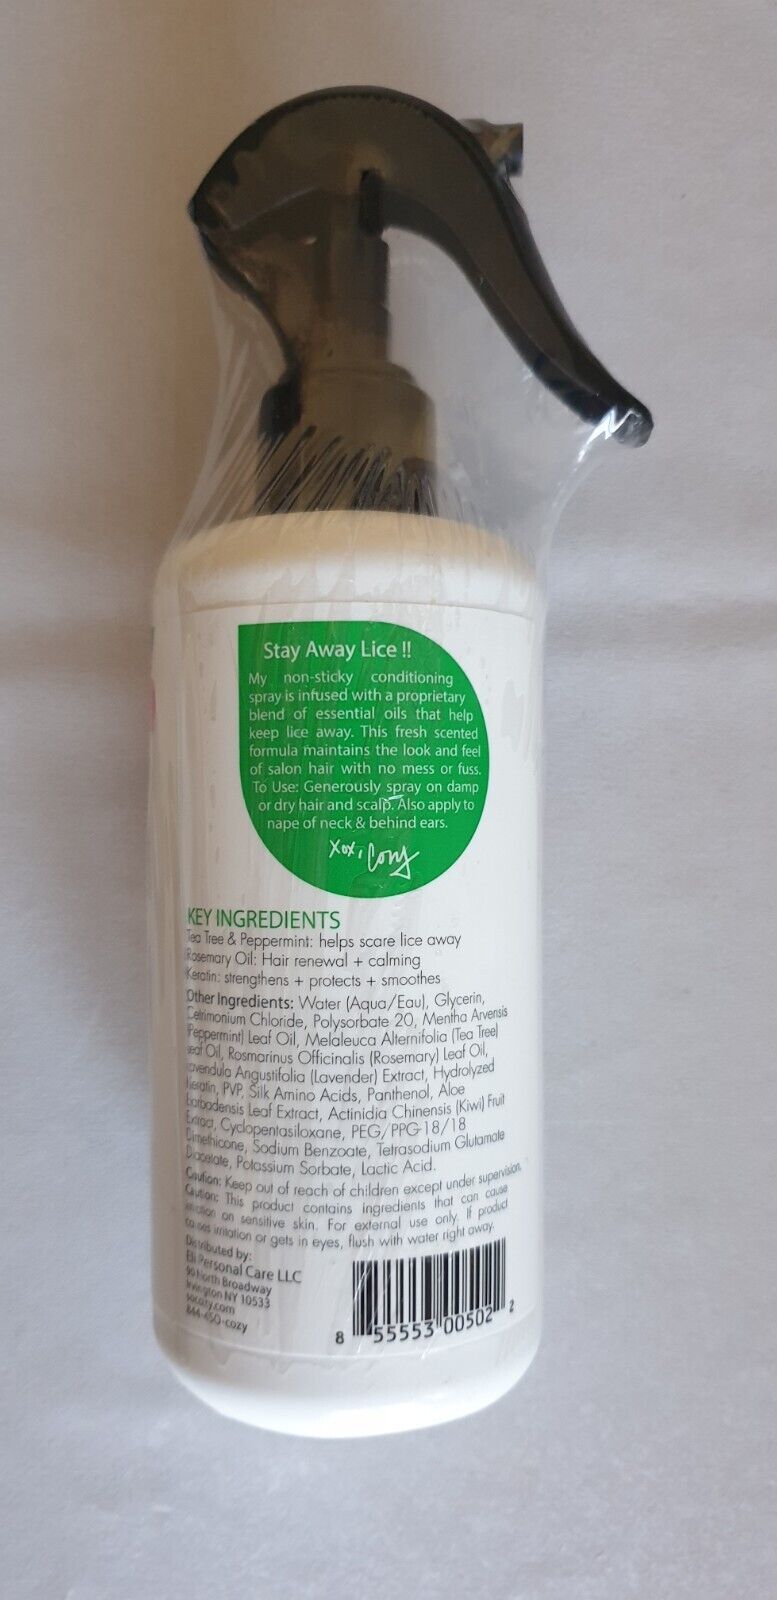 Stay Away Lice !!
My non-sticky conditioning
spray is infused with a proprietary
blend of essential oils that help
keep lice away. This fresh scented
formula maintains the look and feel
of salon hair with no mess or fuss.
To Use: Generously spray on damp
or dry hair and scalp. Also apply to
nape of neck & behind ears.
xox, Cozy
KEY INGREDIENTS
Tea Tree & Peppermint: helps scare lice away
Rosemary Oil: Hair renewal + calming
Keratin: strengthens + protects + smoothes
Other Ingredients: Water (Aqua/Eau), Glycerin,
Cetrimonium Chloride, Polysorbate 20, Mentha Arvensis
(Peppermint) Leaf Oil, Melaleuca Alternifolia (Tea Tree)
Leaf Oil, Rosmarinus Officinalis (Rosemary) Leaf Oil,
Lavendula Angustifolia (Lavender) Extract, Hydrolyzed
Keratin, PVP, Silk Amino Acids, Panthenol, Aloe
Barbadensis Leaf Extract, Actinidia Chinensis (Kiwi) Fruit
Extract, Cyclopentasiloxane, PEG/PPG-18/18
Dimethicone, Sodium Benzoate, Tetrasodium Glutamate
Diacetate, Potassium Sorbate, Lactic Acid.
Caution: Keep out of reach of children except under supervision.
Caution: This product contains ingredients that can cause
irritation on sensitive skin. For external use only. If product
causes irritation or gets in eyes, flush with water right away.
Distributed by:
Eli Personal Care LLC
90 North Broadway
Irvington NY 10533
socozy.com
844-450-cozy
8 55553 00502 2